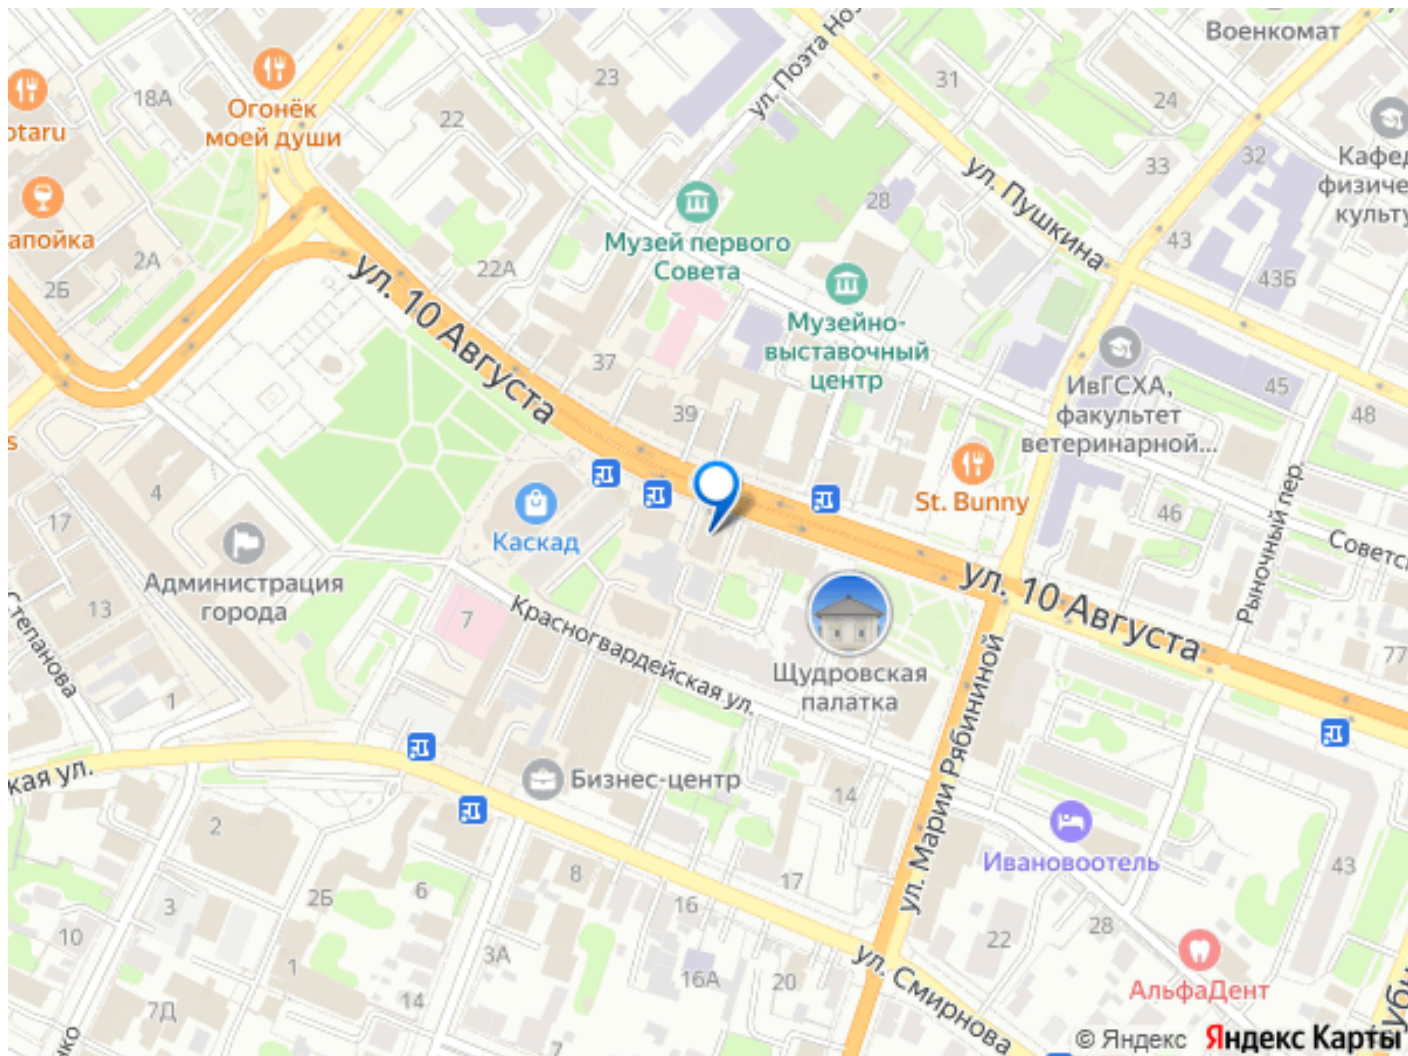 Военкомат
Огонёк
моей души
18А
otaru
апойка
2А
2Б
22
23
22А
ул. Поэта Ноз
31
24
33
32
Кафед
физичес
культу
ул. Пушкина
28
43
43Б
Музей первого
Совета
Музейно-
выставочный
центр
ул. 10 Августа
37
39
ИвГСХА,
факультет
ветеринарной...
45
48
Рыночный пер.
s
4
17
St. Bunny
46
Советс
Каскад
Администрация
города
13
Степанова
7
Красногвардейская ул.
Щудровская
палатка
ул. 10 Августа
77
1
ул. Марии Рябининой
кая ул.
Бизнес-центр
14
Ивановоотель
43
2
2Б
6
8
17
16
3
10
1
3А
16А
20
22
28
14
7Д
ул. Смирнова
АльфаДент
© Яндекс Яндекс Карты